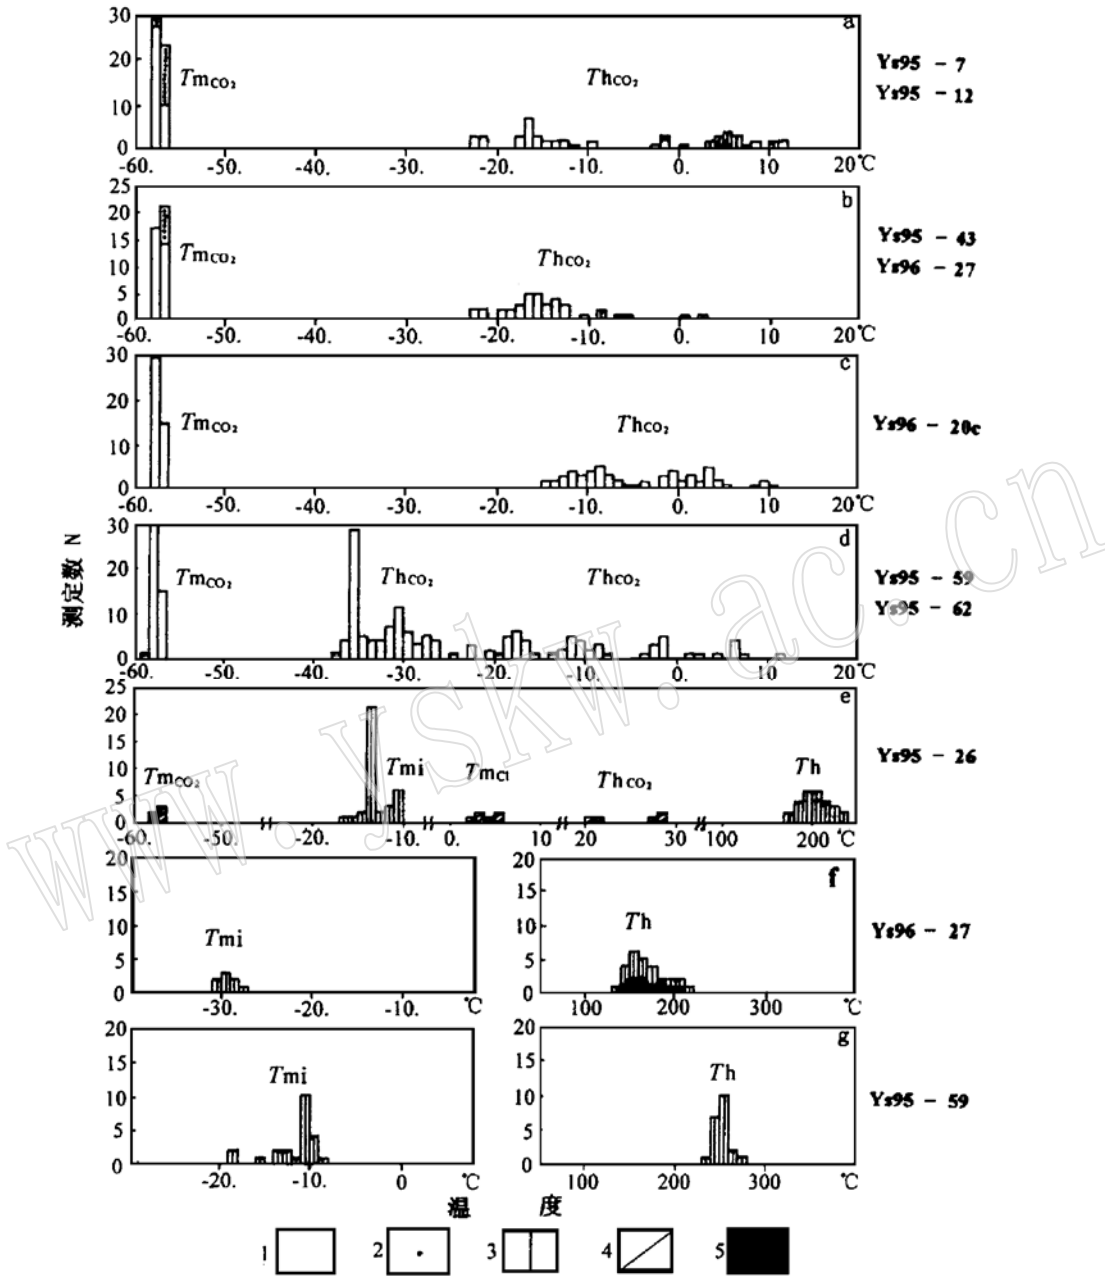 30
a
20
TmCO₂
ThCO₂
Ys95 - 7
Ys95 - 12
10
0
-60. -50. -40. -30. -20. -10. 0. 10 20℃
25
b
20
15
TmCO₂
ThCO₂
Ys95 - 43
Ys96 - 27
10
5
0
-60. -50. -40. -30. -20. -10. 0. 10 20℃
30
c
20
TmCO₂
ThCO₂
Ys96 - 20c
10
0
-60. -50. -40. -30. -20. -10. 0. 10 20℃
测定数 N
30
d
20
TmCO₂
ThCO₂
ThCO₂
Ys95 - 59
Ys95 - 62
10
0
-60. -50. -40. -30. -20. -10. 0. 10 20℃
25
e
20
15
Ys95 - 26
10
TmCO₂
Tmi
TmCl
ThCO₂
Th
5
0
-60. -50. -20. -10. 0. 10 20 30 100 200 ℃
20 20
f
15 15
10 10
Tmi
Th
Ys96 - 27
5 5
0 0
-30. -20. -10. ℃ 100 200 300 ℃
20 20
g
15 15
Tmi
Th
10 10
Ys95 - 59
5 5
0 0
-20. -10. 0 ℃ 100 200 300 ℃
温 度
1 2 3 4 5
www.yskw.ac.cn